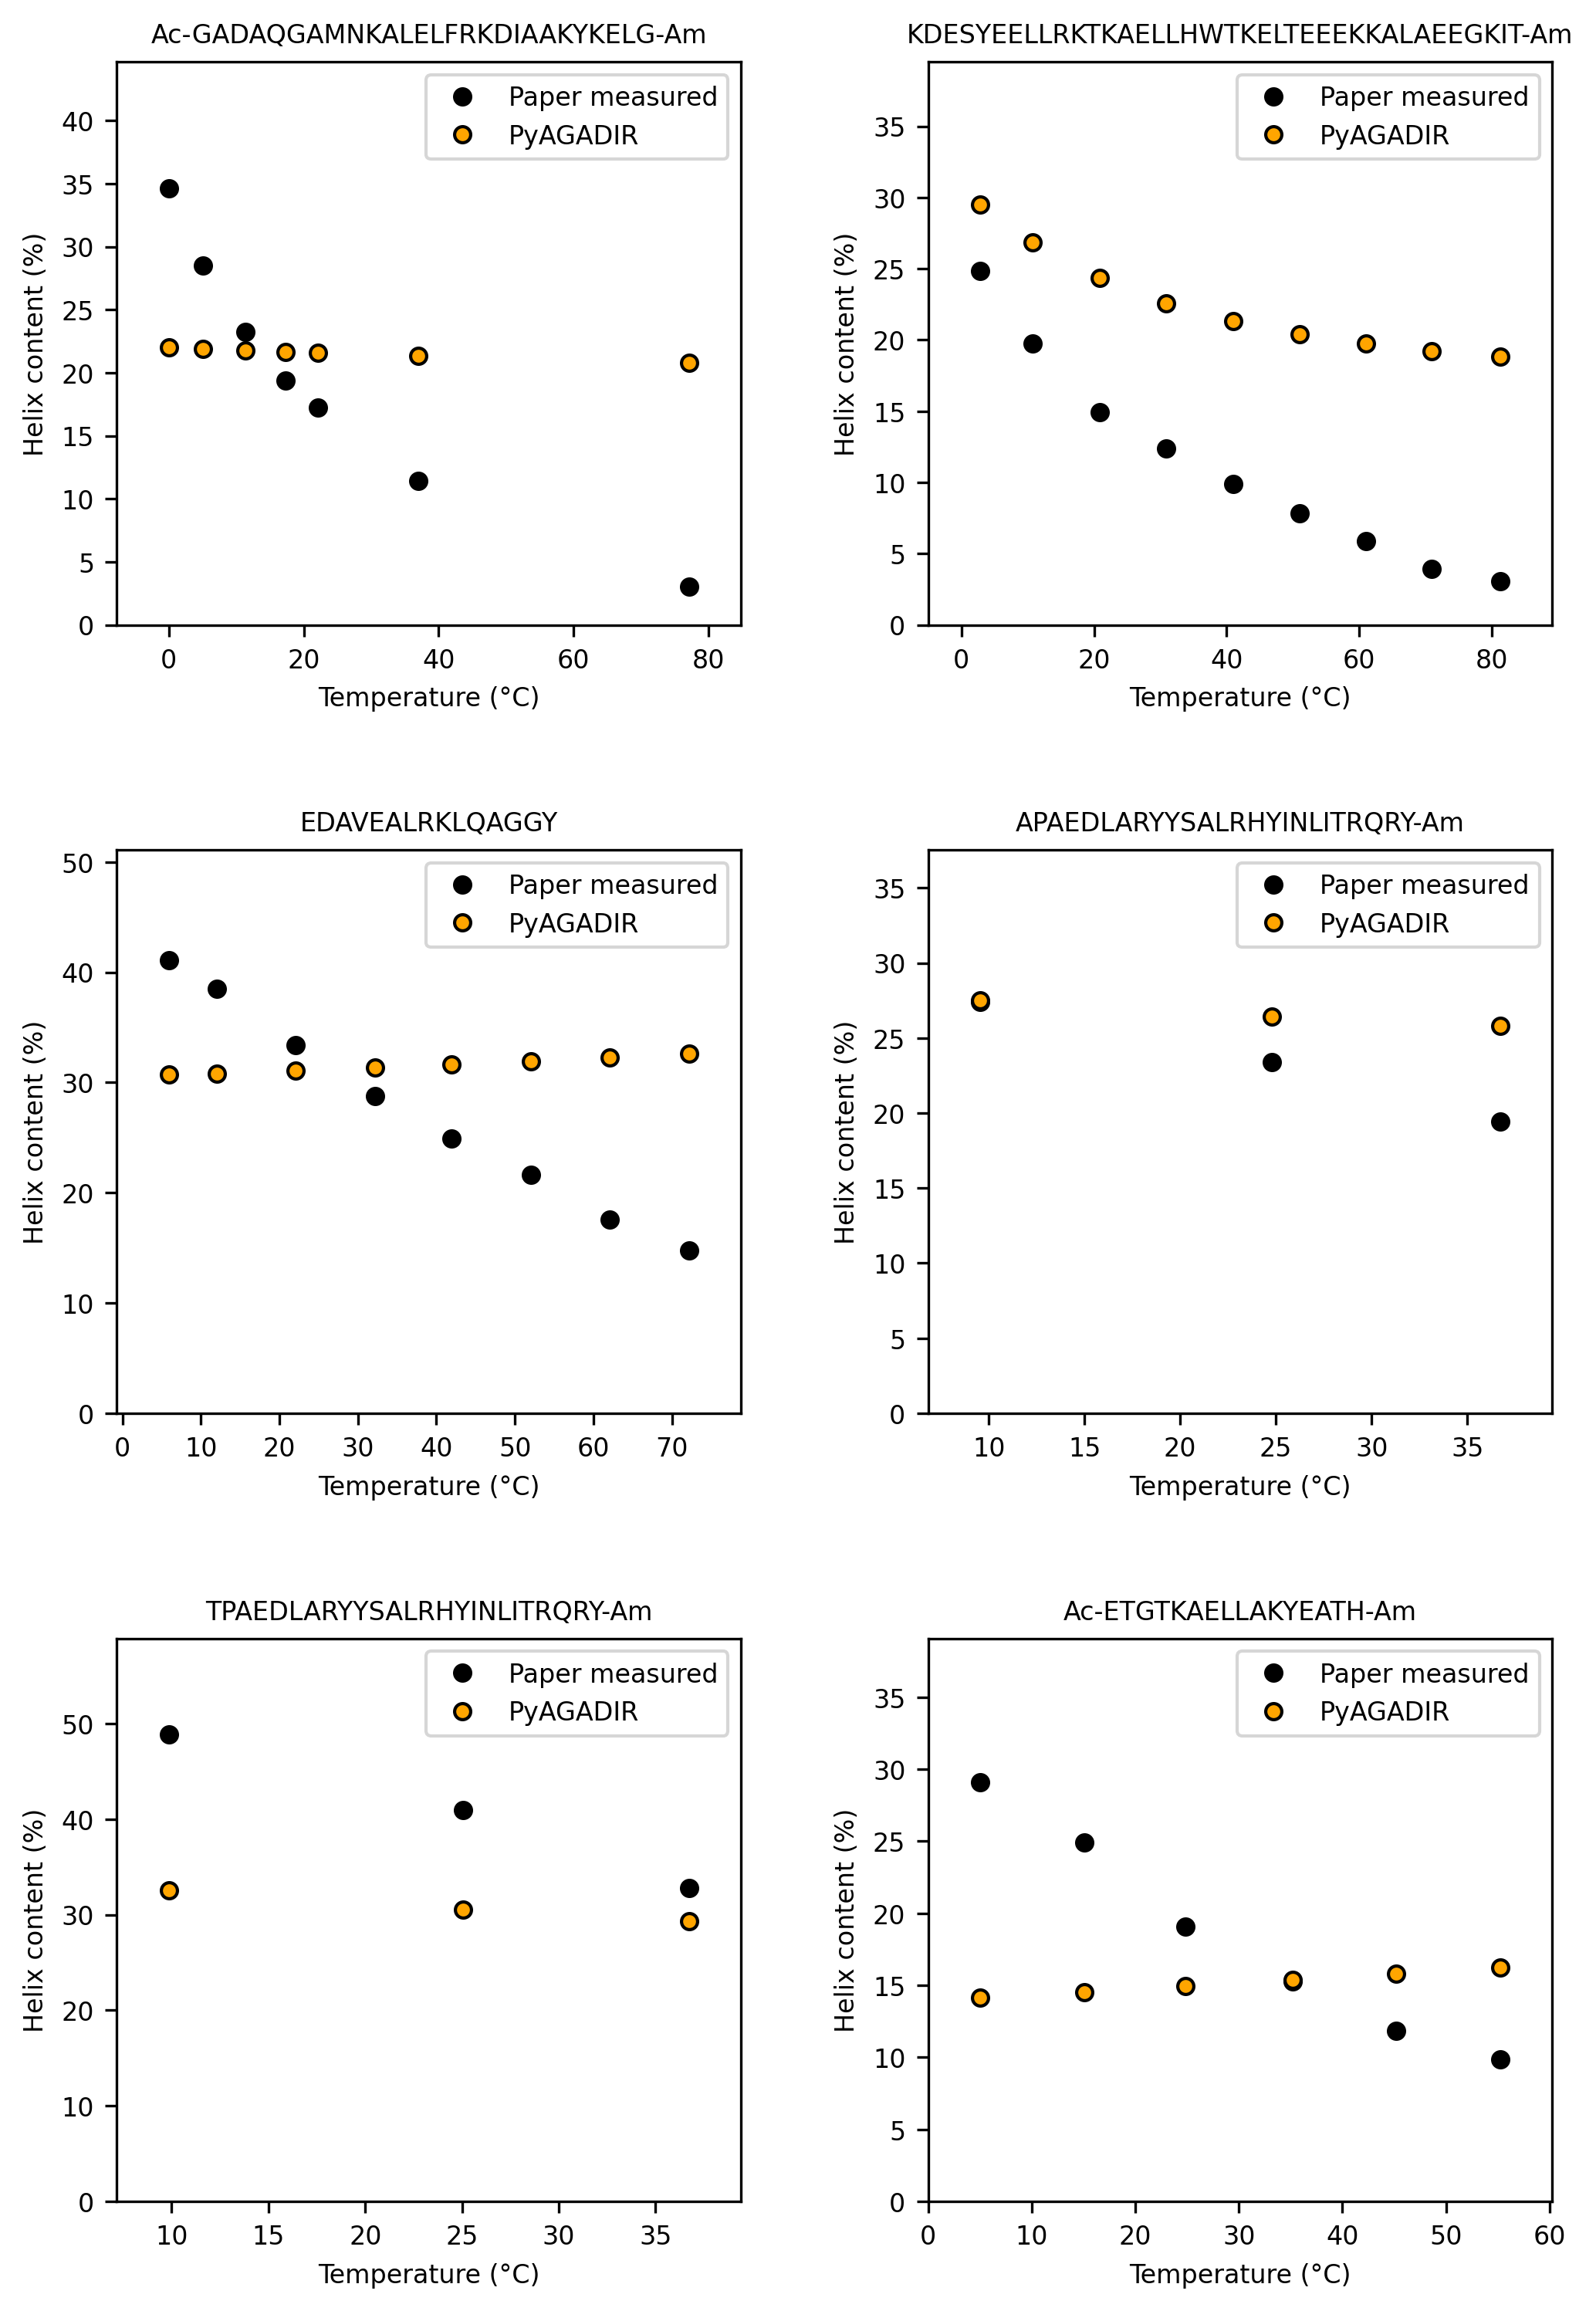 Ac-GADAQGAMNKALELFRKDIAAKYKELG-Am
Paper measured
PyAGADIR
40
35
30
25
20
15
10
5
0
Helix content (%)
0 20 40 60 80
Temperature (°C)
KDESYEELLRKTKAELLHWTKELTEEEKKALAEEGKIT-Am
Paper measured
PyAGADIR
35
30
25
20
15
10
5
0
Helix content (%)
0 20 40 60 80
Temperature (°C)
EDAVEALRKLQAGGY
Paper measured
PyAGADIR
50
40
30
20
10
0
Helix content (%)
0 10 20 30 40 50 60 70
Temperature (°C)
APAEDLARYYSALRHYINLITRQRY-Am
Paper measured
PyAGADIR
35
30
25
20
15
10
5
0
Helix content (%)
10 15 20 25 30 35
Temperature (°C)
TPAEDLARYYSALRHYINLITRQRY-Am
Paper measured
PyAGADIR
50
40
30
20
10
0
Helix content (%)
10 15 20 25 30 35
Temperature (°C)
Ac-ETGTKAELLAKYEATH-Am
Paper measured
PyAGADIR
35
30
25
20
15
10
5
0
Helix content (%)
0 10 20 30 40 50 60
Temperature (°C)